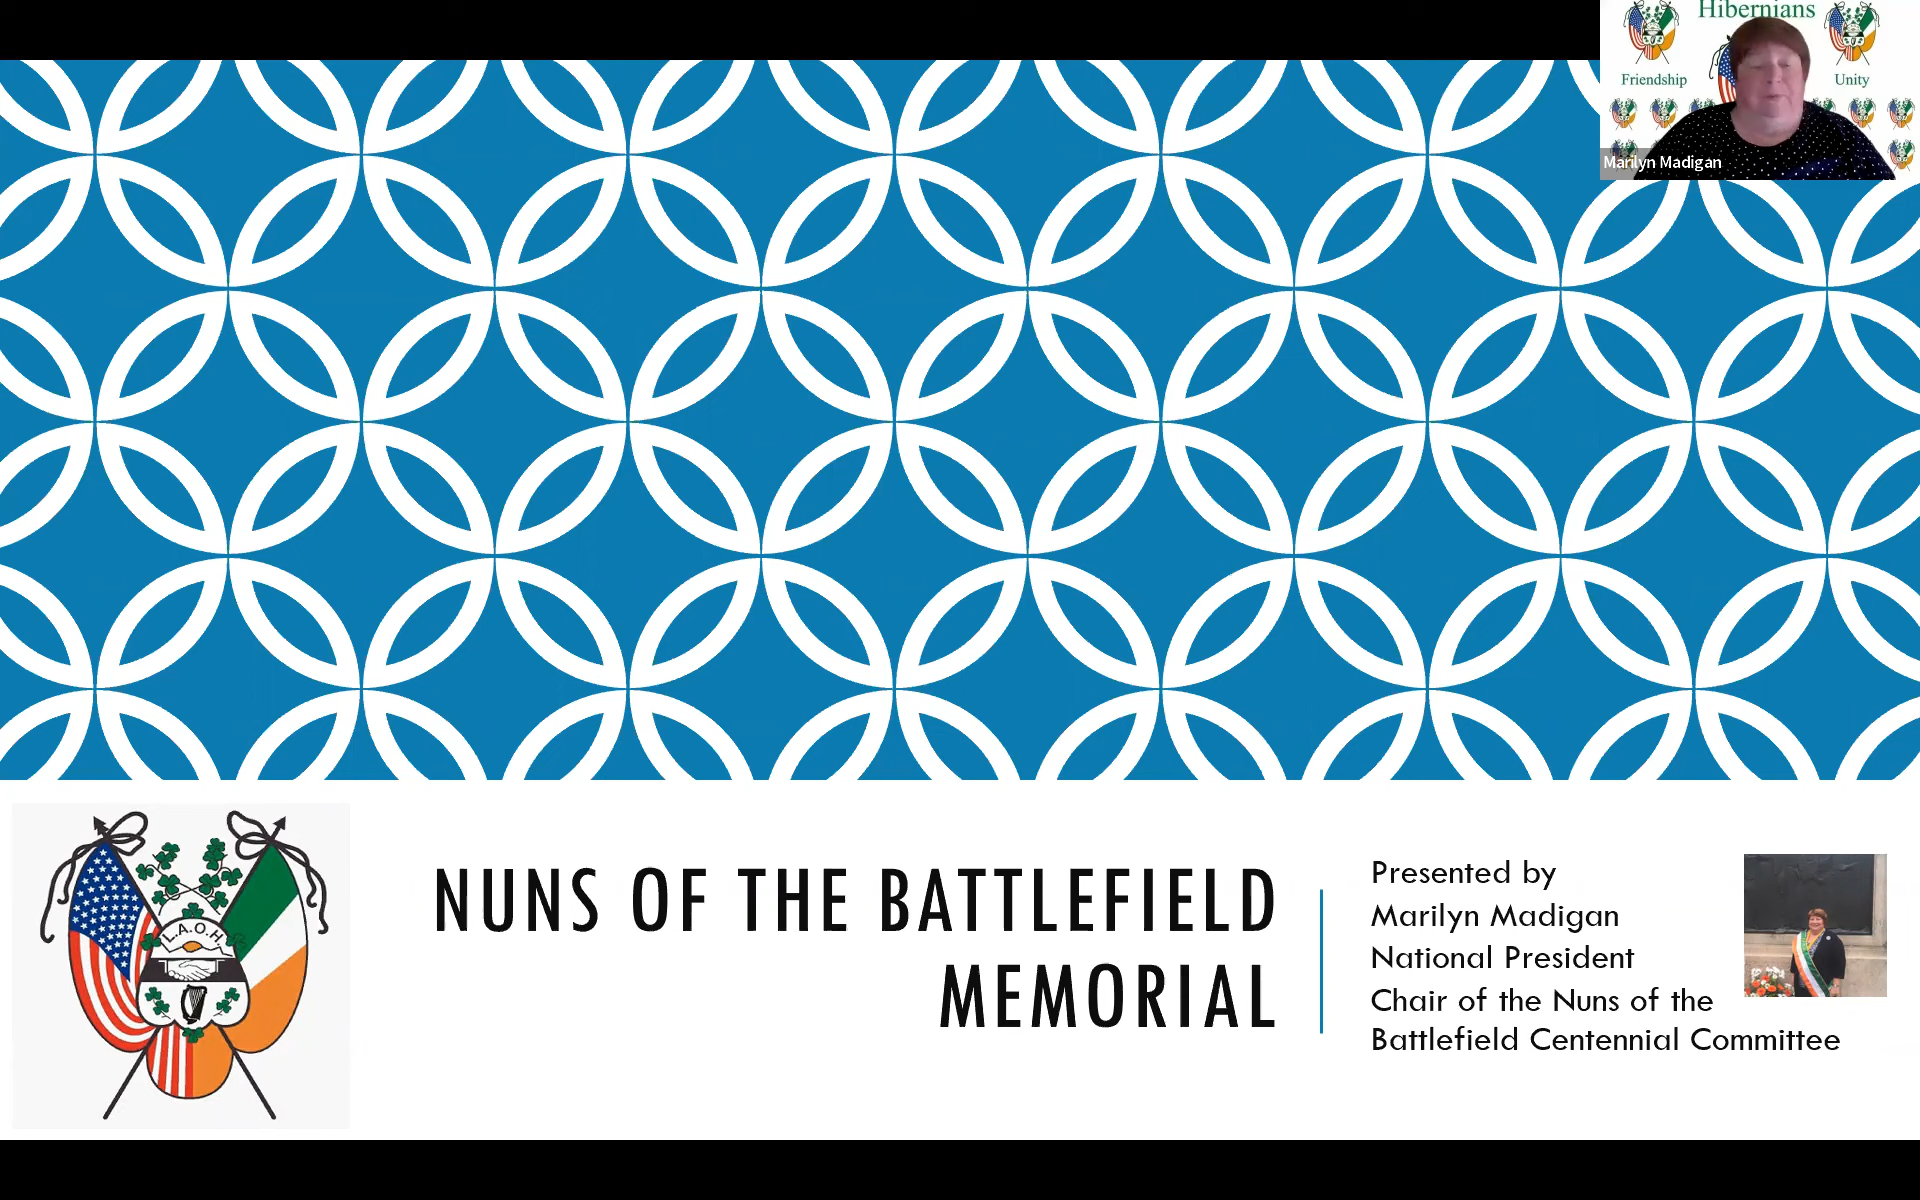 Hibernians
Friendship
Unity
Marilyn Madigan
L.A.O.H.
NUNS OF THE BATTLEFIELD
MEMORIAL
Presented by
Marilyn Madigan
National President
Chair of the Nuns of the
Battlefield Centennial Committee